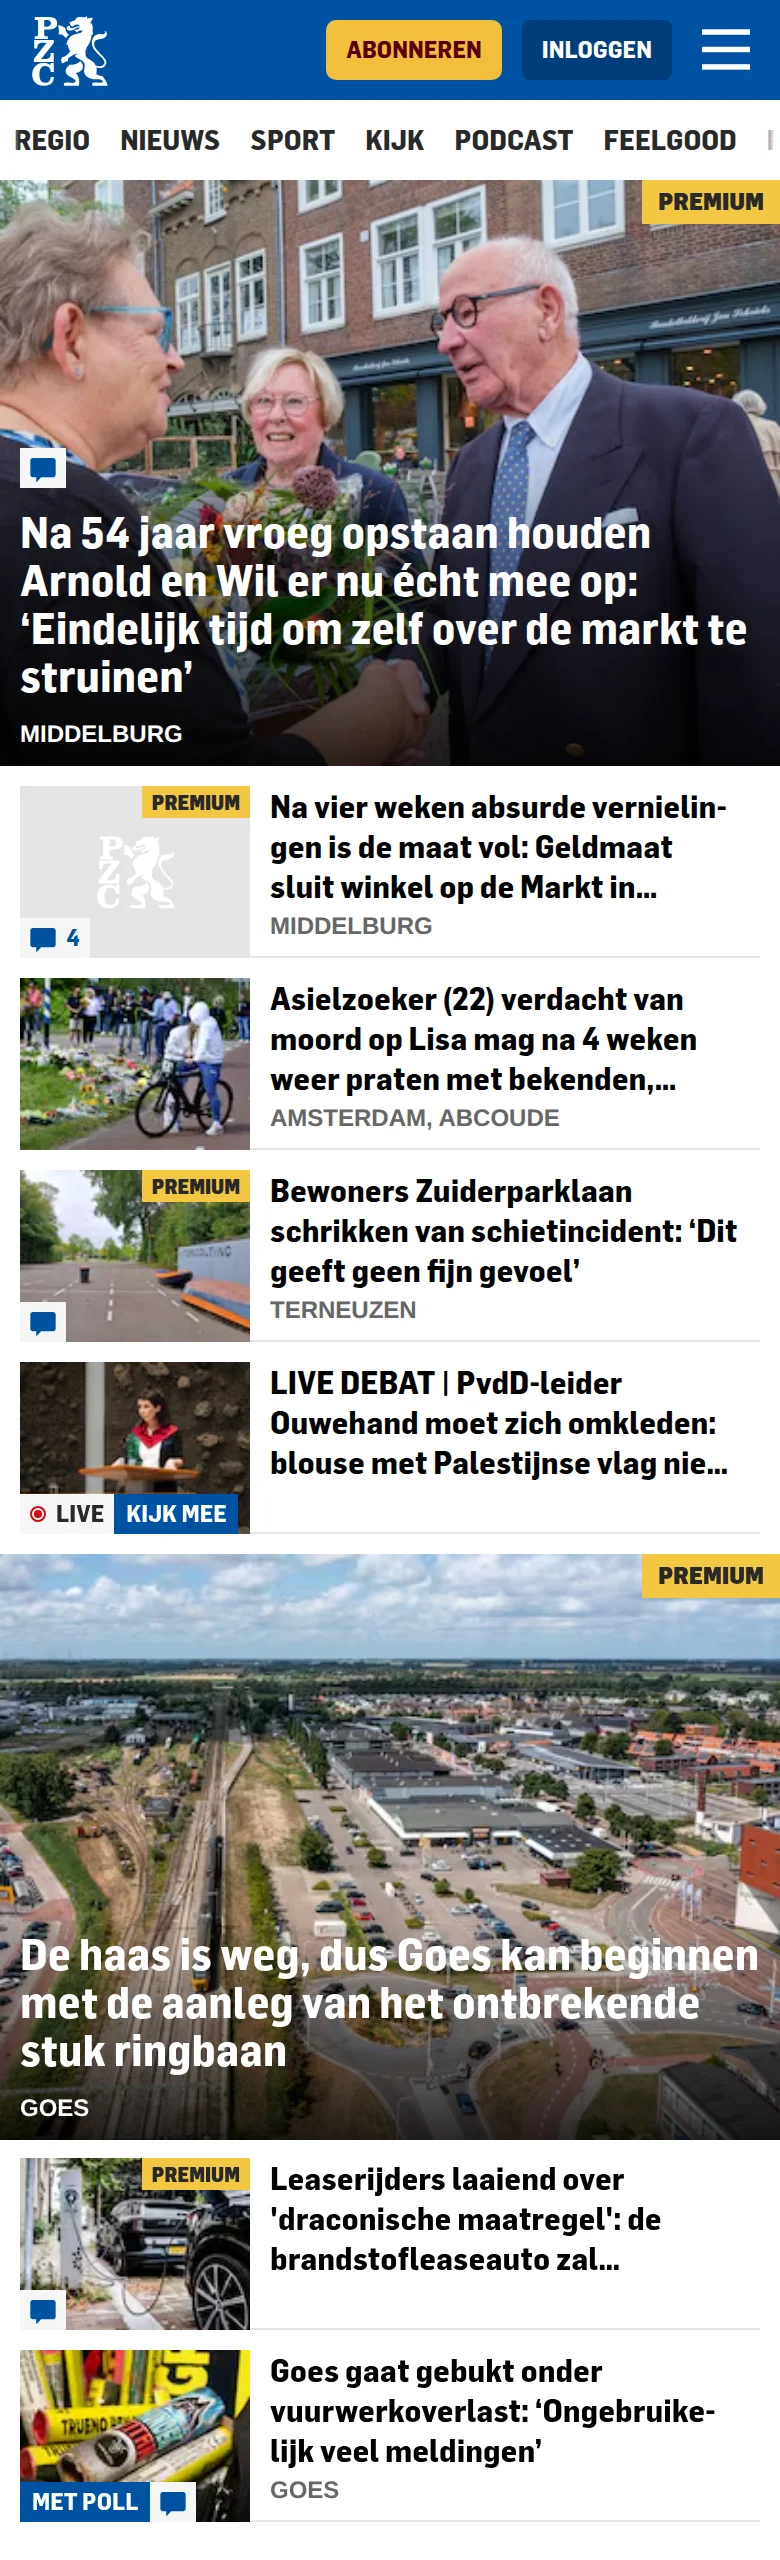 PZC
ABONNEREN
INLOGGEN
REGIO NIEUWS SPORT KIJK PODCAST FEELGOOD
PREMIUM
Na 54 jaar vroeg opstaan houden
Arnold en Wil er nu écht mee op:
‘Eindelijk tijd om zelf over de markt te
struinen’
MIDDELBURG
PREMIUM
PZC
4
Na vier weken absurde vernielin-
gen is de maat vol: Geldmaat
sluit winkel op de Markt in...
MIDDELBURG
Asielzoeker (22) verdacht van
moord op Lisa mag na 4 weken
weer praten met bekenden,...
AMSTERDAM, ABCOUDE
PREMIUM
Bewoners Zuiderparklaan
schrikken van schietincident: ‘Dit
geeft geen fijn gevoel’
TERNEUZEN
LIVE KIJK MEE
LIVE DEBAT | PvdD-leider
Ouwehand moet zich omkleden:
blouse met Palestijnse vlag nie...
PREMIUM
De haas is weg, dus Goes kan beginnen
met de aanleg van het ontbrekende
stuk ringbaan
GOES
PREMIUM
Leaserijders laaiend over
'draconische maatregel': de
brandstofleaseauto zal...
MET POLL
Goes gaat gebukt onder
vuurwerkoverlast: ‘Ongebruike-
lijk veel meldingen’
GOES